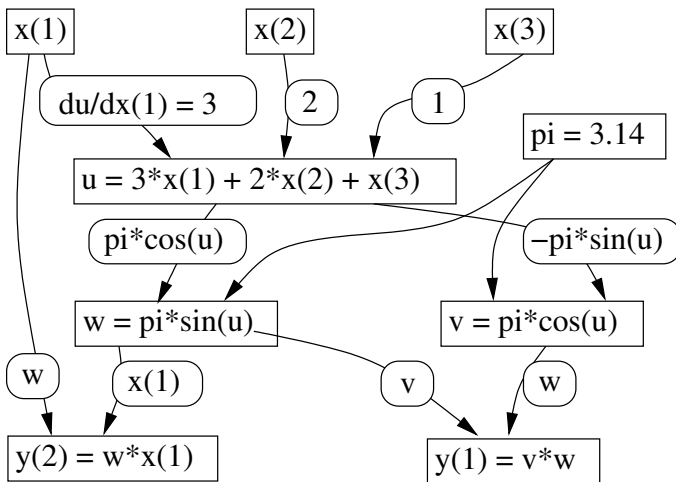 x(1)
x(2)
x(3)
du/dx(1) = 3
2
1
pi = 3.14
u = 3*x(1) + 2*x(2) + x(3)
pi*cos(u)
−pi*sin(u)
w = pi*sin(u)
v = pi*cos(u)
w
x(1)
v
w
y(2) = w*x(1)
y(1) = v*w